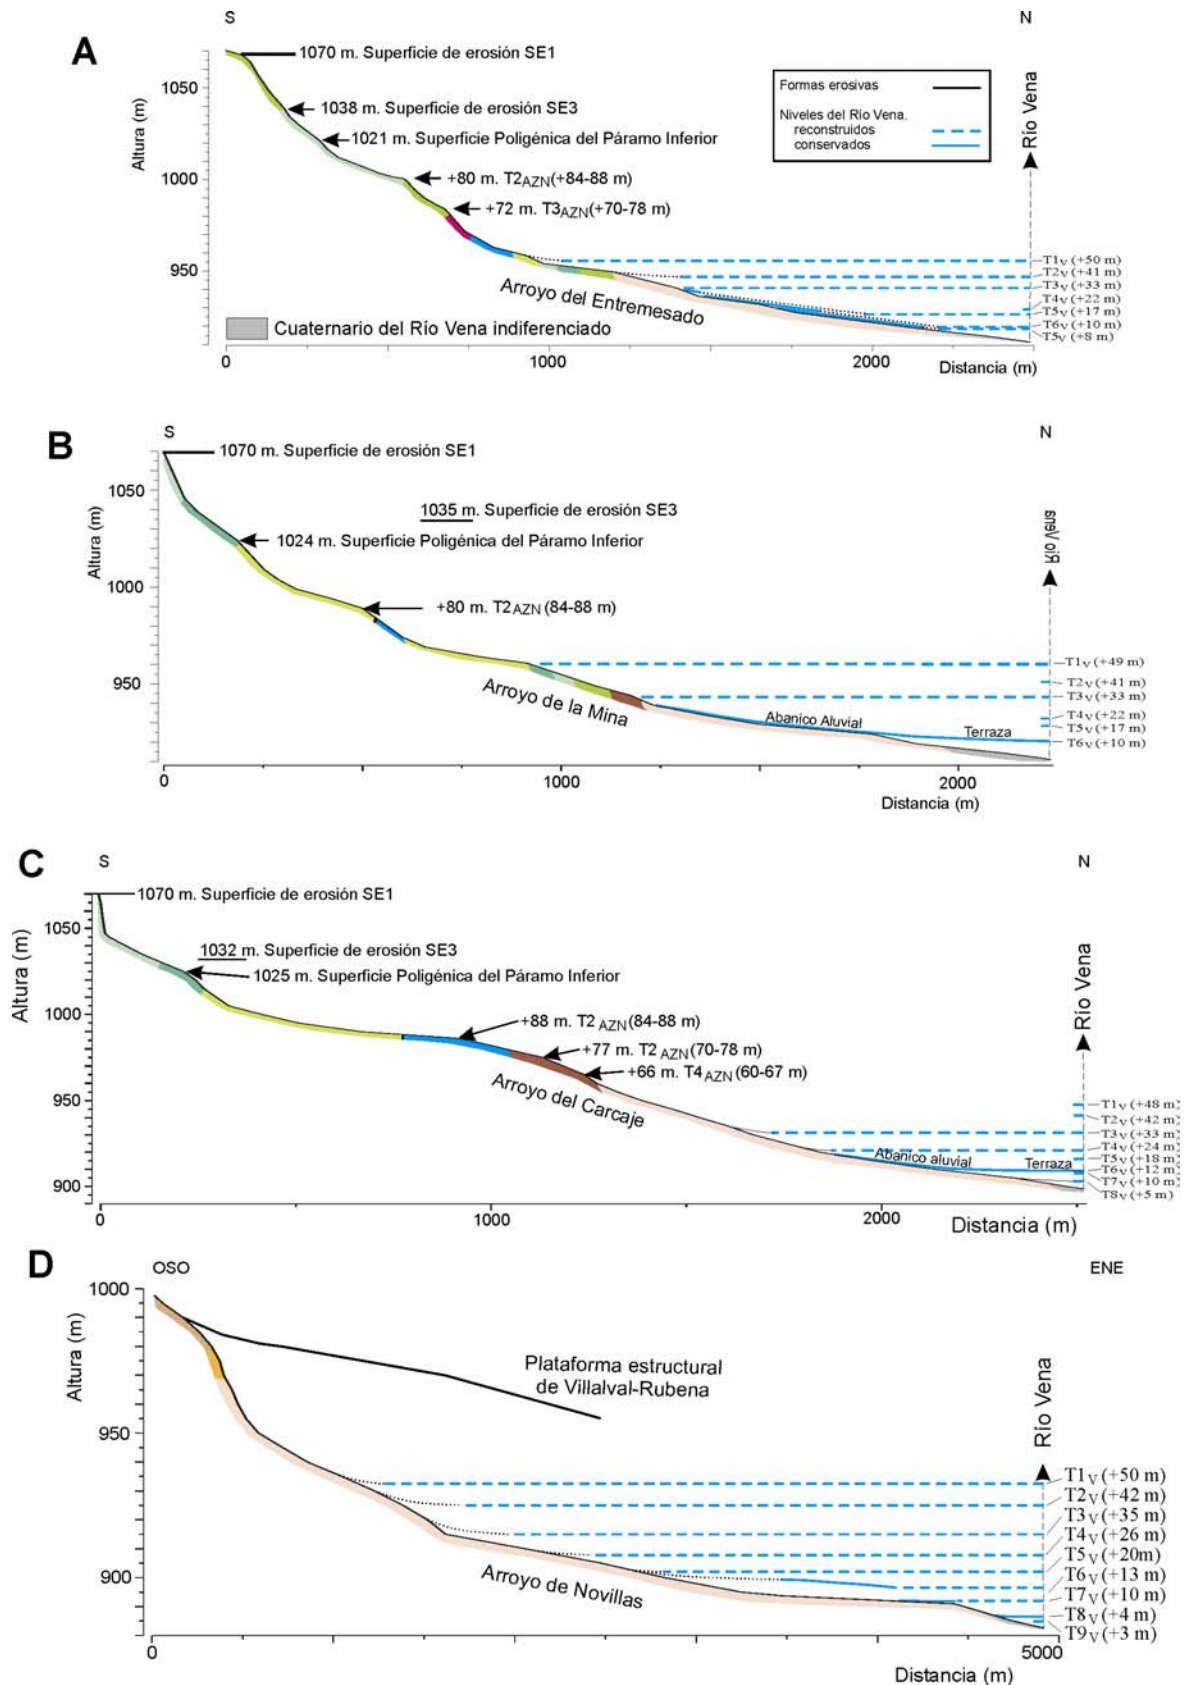 S
N
A
1070 m. Superficie de erosión SE1
1038 m. Superficie de erosión SE3
1021 m. Superficie Poligénica del Páramo Inferior
+80 m. T2AZN(+84-88 m)
+72 m. T3AZN(+70-78 m)
Formas erosivas
Niveles del Río Vena.
reconstruidos
conservados
Río Vena
Altura (m)
1050
1000
950
T1V(+50 m)
T2V(+41 m)
T3V(+33 m)
T4V(+22 m)
T5V(+17 m)
T6V(+10 m)
T5V(+8 m)
Arroyo del Entremesado
Cuaternario del Río Vena indiferenciado
0
1000
2000
Distancia (m)
B
S
N
1070 m. Superficie de erosión SE1
1035 m. Superficie de erosión SE3
1024 m. Superficie Poligénica del Páramo Inferior
+80 m. T2AZN(84-88 m)
Río Vena
Altura (m)
1050
1000
950
T1V(+49 m)
T2V(+41 m)
T3V(+33 m)
T4V(+22 m)
T5V(+17 m)
T6V(+10 m)
Arroyo de la Mina
Abanico Aluvial
Terraza
0
1000
2000
Distancia (m)
C
S
N
1070 m. Superficie de erosión SE1
1032 m. Superficie de erosión SE3
1025 m. Superficie Poligénica del Páramo Inferior
+88 m. T2 AZN(84-88 m)
+77 m. T2 AZN(70-78 m)
+66 m. T4AZN(60-67 m)
Río Vena
Altura (m)
1050
1000
950
900
T1V(+48 m)
T2V(+42 m)
T3V(+33 m)
T4V(+24 m)
T5V(+18 m)
T6V(+12 m)
T7V(+10 m)
T8V(+5 m)
Arroyo del Carcaje
Abanico aluvial
Terraza
0
1000
2000
Distancia (m)
D
OSO
ENE
Plataforma estructural
de Villalval-Rubena
Río Vena
Altura (m)
1000
950
900
T1V(+50 m)
T2V(+42 m)
T3V(+35 m)
T4V(+26 m)
T5V(+20m)
T6V(+13 m)
T7V(+10 m)
T8V(+4 m)
T9V(+3 m)
Arroyo de Novillas
0
5000
Distancia (m)